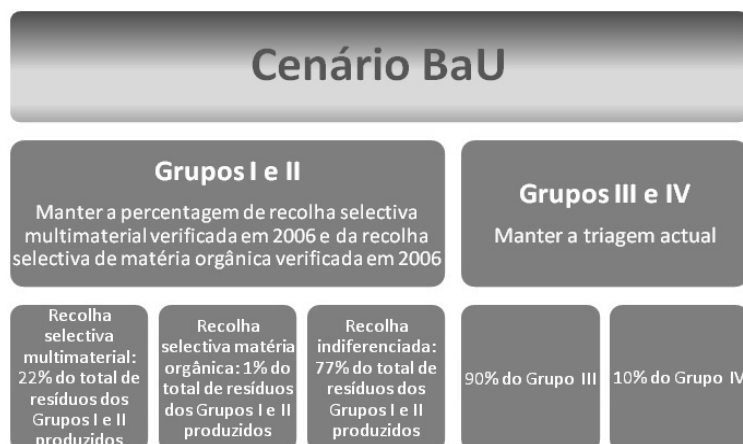 Cenário BaU
Grupos I e II
Manter a percentagem de recolha selectiva
multimaterial verificada em 2006 e da recolha
selectiva de matéria orgânica verificada em 2006
Grupos III e IV
Manter a triagem actual
Recolha
selectiva
multimaterial:
22% do total de
resíduos dos
Grupos I e II
produzidos
Recolha
selectiva matéria
orgânica: 1% do
total de resíduos
dos Grupos I e II
produzidos
Recolha
indiferenciada:
77% do total de
resíduos dos
Grupos I e II
produzidos
90% do Grupo III
10% do Grupo IV